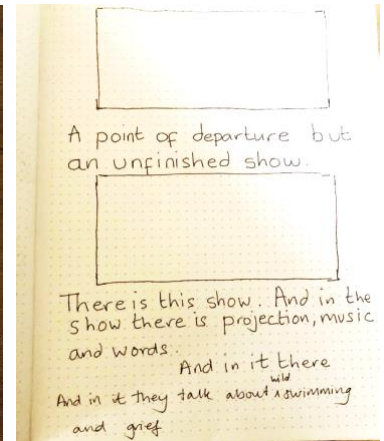 A point of departure but
an unfinished show.
There is this show. And in the
show there is projection, music
and words.
And in it there
And in it they talk about wild swimming
and grief